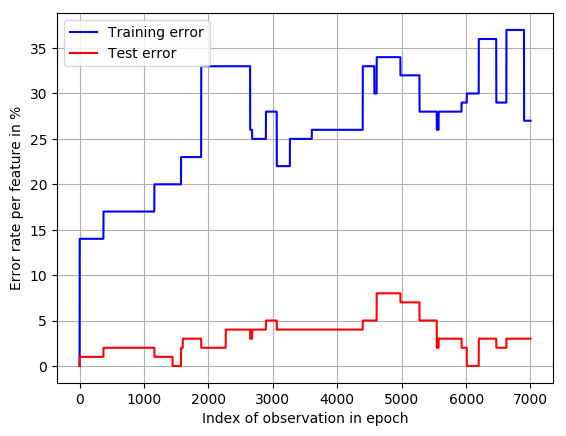 Training error
Test error
Error rate per feature in %
35
30
25
20
15
10
5
0
0 1000 2000 3000 4000 5000 6000 7000
Index of observation in epoch